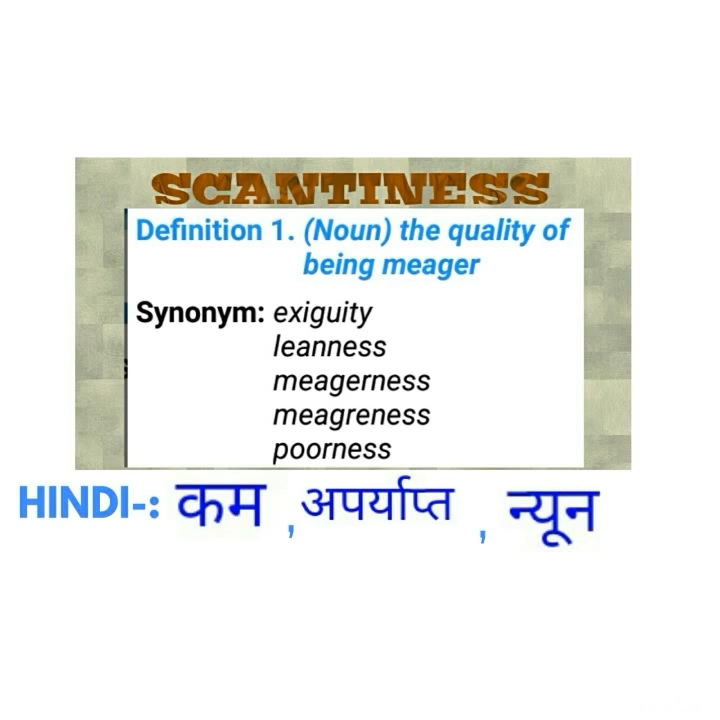 SCANTINESS
Definition 1. (Noun) the quality of
being meager
Synonym: exiguity
leanness
meagerness
meagreness
poorness
HINDI-: कम ,अपर्याप्त , न्यून